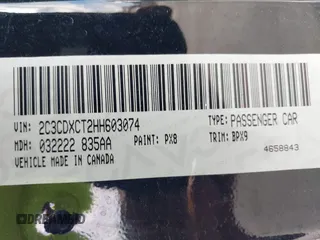 VIN: 2C3CDXCT2HH603074 TYPE: PASSENGER CAR
MDH: 032222 835AA PAINT: PX8 TRIM: BPX9
VEHICLE MADE IN CANADA 4658843